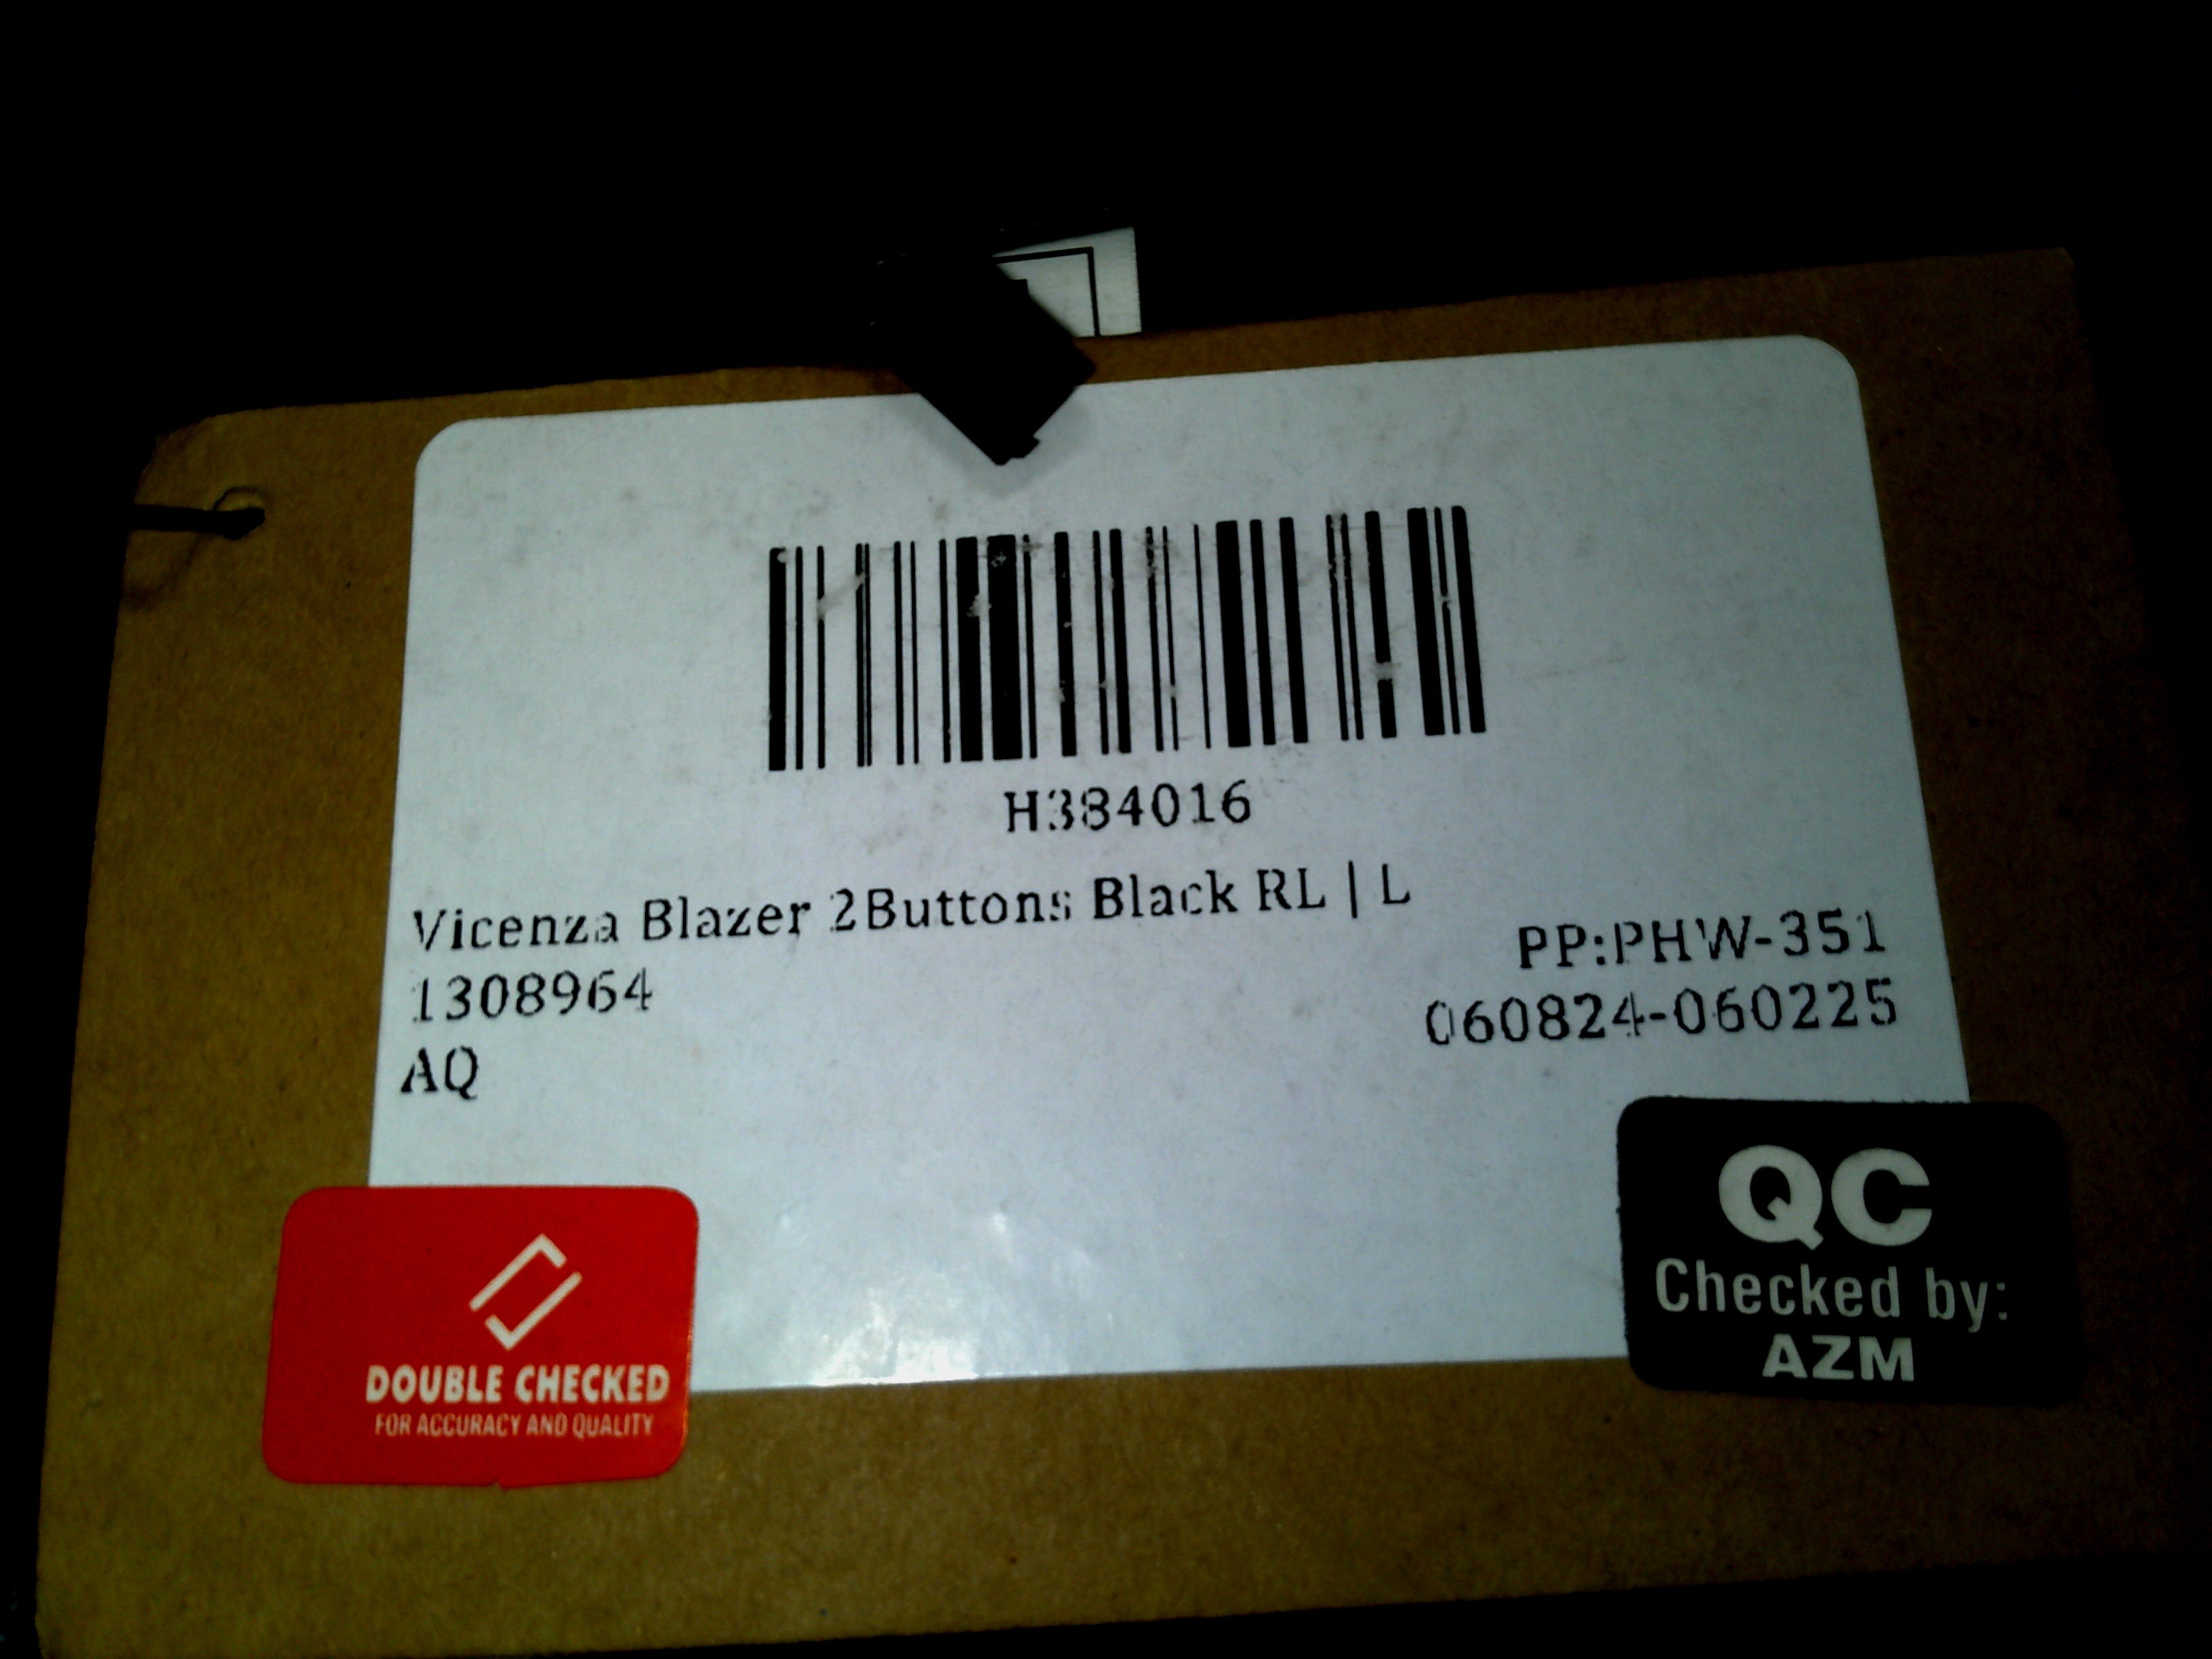 H384016
Vicenza Blazer 2Buttons Black RL | L
PP:PHW-351
1308964
060824-060225
AQ
QC
Checked by:
AZM
DOUBLE CHECKED
FOR ACCURACY AND QUALITY